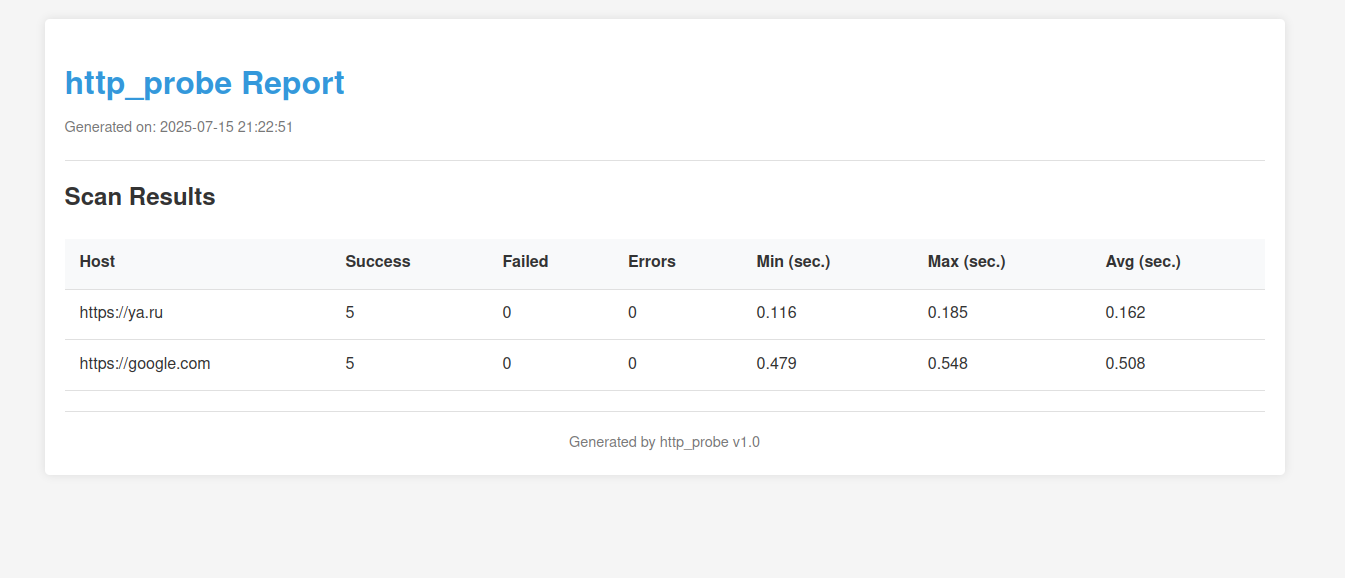 http_probe Report
Generated on: 2025-07-15 21:22:51
Scan Results
Host Success Failed Errors Min (sec.) Max (sec.) Avg (sec.)
https://ya.ru 5 0 0 0.116 0.185 0.162
https://google.com 5 0 0 0.479 0.548 0.508
Generated by http_probe v1.0